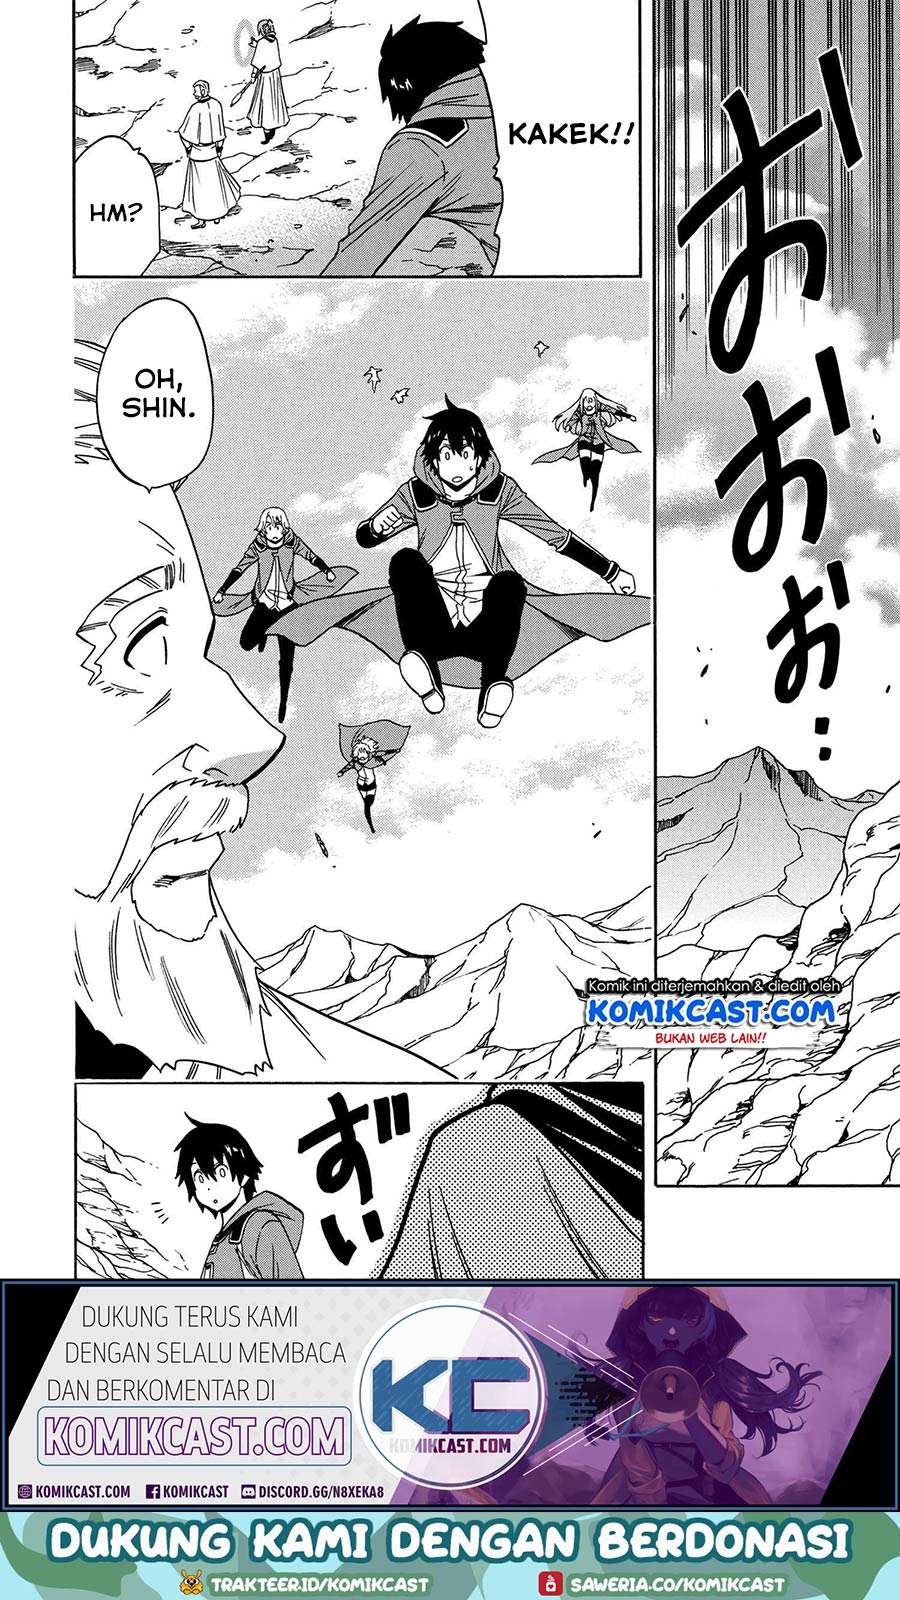 おおおお‥
KAKEK!!
HM?
OH,
SHIN.
Komik ini diterjemahkan & diedit oleh
KOMIKCAST.COM
BUKAN WEB LAIN!!
ずい
DUKUNG TERUS KAMI
DENGAN SELALU MEMBACA
DAN BERKOMENTAR DI
KOMIKCAST.COM
KC
KOMIKCAST.COM
KOMIKCAST.COM KOMIKCAST DISCORD.GG/N8XEKA8
DUKUNG KAMI DENGAN BERDONASI
TRAKTEER.ID/KOMIKCAST SAWERIA.CO/KOMIKCAST